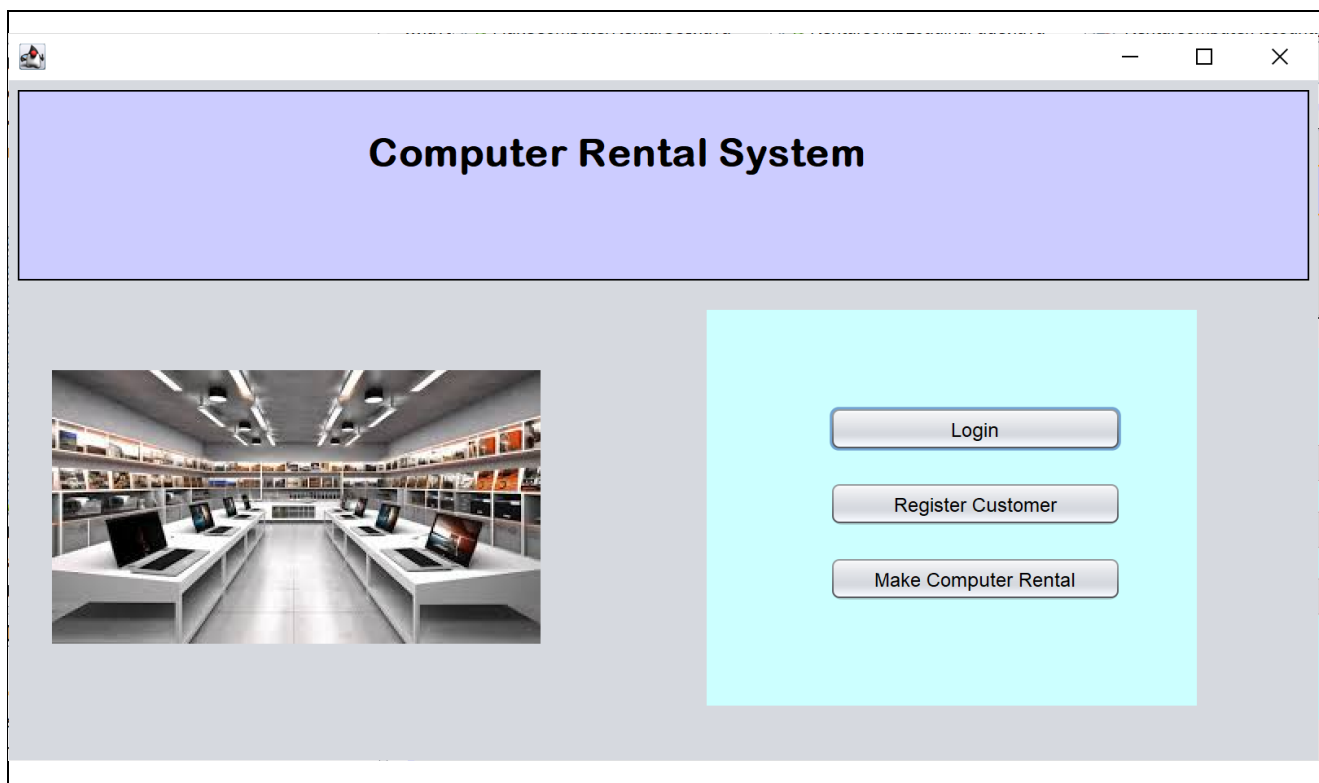 Computer Rental System
Login
Register Customer
Make Computer Rental